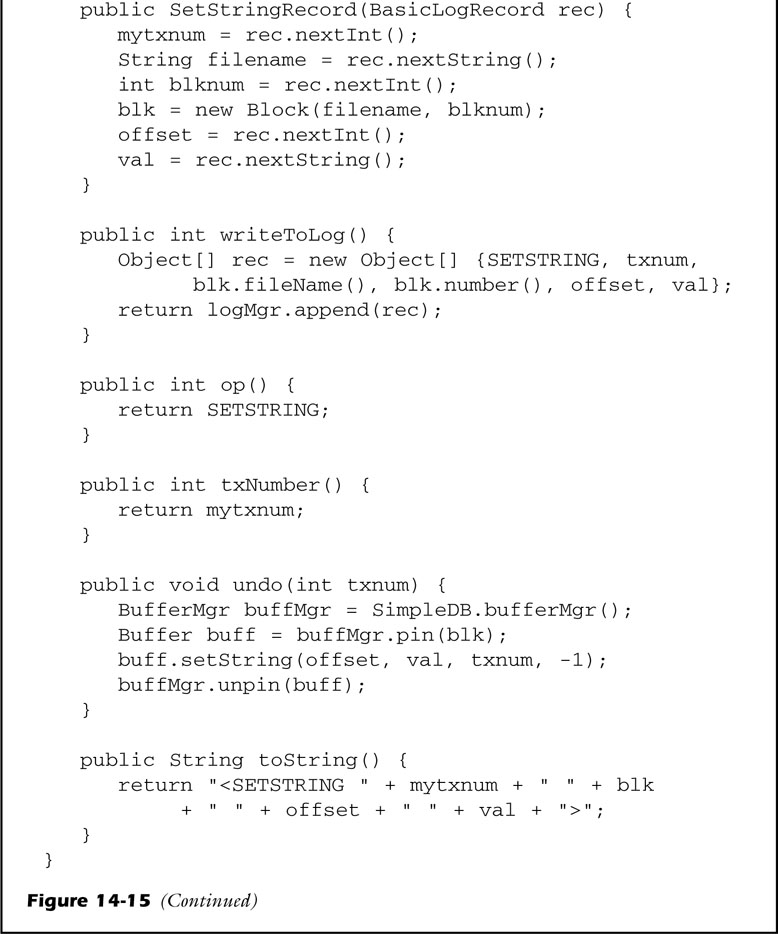 public SetStringRecord(BasicLogRecord rec) {
mytxnum = rec.nextInt();
String filename = rec.nextString();
int blknum = rec.nextInt();
blk = new Block(filename, blknum);
offset = rec.nextInt();
val = rec.nextString();
}
public int writeToLog() {
Object[] rec = new Object[] {SETSTRING, txnum,
blk.fileName(), blk.number(), offset, val};
return logMgr.append(rec);
}
public int op() {
return SETSTRING;
}
public int txNumber() {
return mytxnum;
}
public void undo(int txnum) {
BufferMgr buffMgr = SimpleDB.bufferMgr();
Buffer buff = buffMgr.pin(blk);
buff.setString(offset, val, txnum, -1);
buffMgr.unpin(buff);
}
public String toString() {
return "<SETSTRING " + mytxnum + " " + blk
+ " " + offset + " " + val + ">";
}
}
Figure 14-15 (Continued)